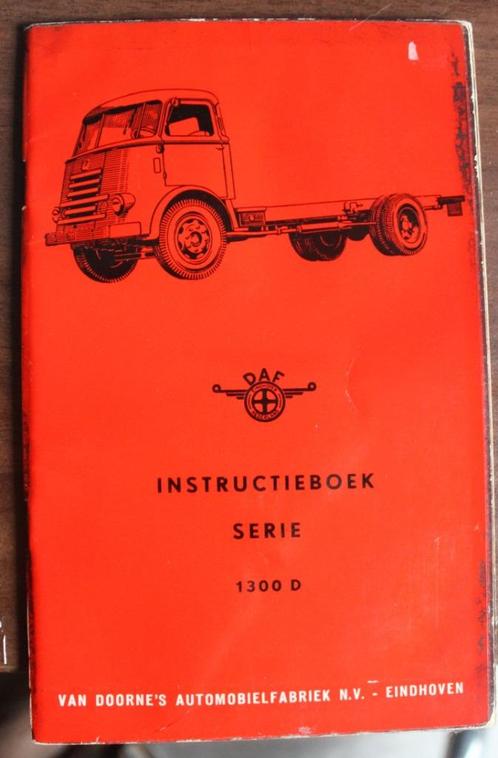 DAF
INSTRUCTIEBOEK
SERIE
1300 D
VAN DOORNE'S AUTOMOBIELFABRIEK N.V. - EINDHOVEN